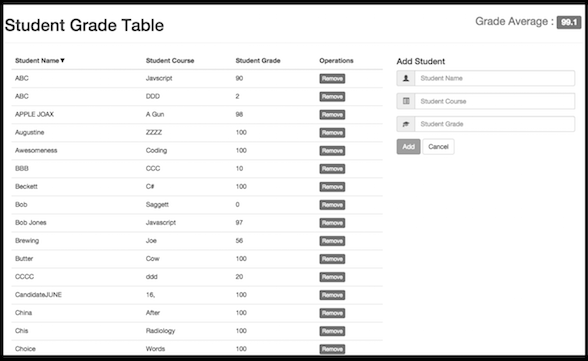 Student Grade Table
Grade Average : 99.1
Student Name▼ Student Course Student Grade Operations
ABC Javscript 90 Remove
ABC DDD 2 Remove
APPLE JOAX A Gun 98 Remove
Augustine ZZZZ 100 Remove
Awesomeness Coding 100 Remove
BBB CCC 10 Remove
Beckett C# 100 Remove
Bob Saggett 0 Remove
Bob Jones Javascript 97 Remove
Brewing Joe 56 Remove
Butter Cow 100 Remove
CCCC ddd 20 Remove
CandidateJUNE 16, 100 Remove
China After 100 Remove
Chis Radiology 100 Remove
Choice Words 100 Remove
Add Student
Student Name
Student Course
Student Grade
Add Cancel